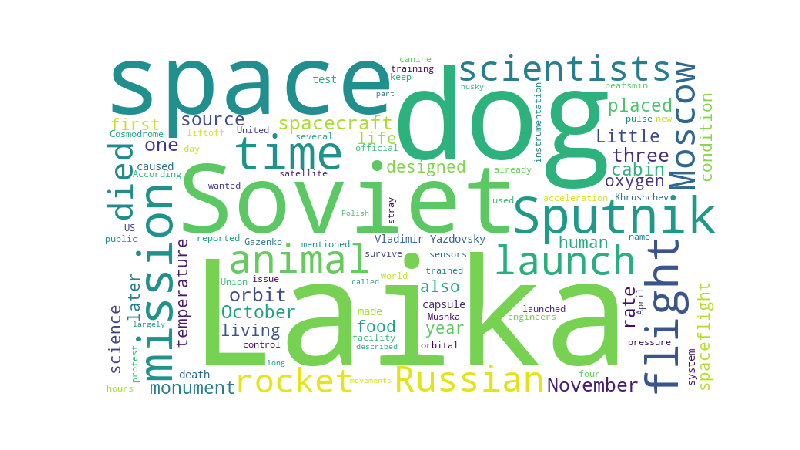 space
dog
scientists
Moscow
canine
training
keep
test
part
husky
instrumentation
beatsmin
placed
pulse
new
condition
first
source
Cosmodrome
liftoff
United
several
spacecraft
life
official
Little
one
day
time
designed
already
three
cabin
oxygen
died
caused
According
satellite
wanted
used
acceleration
Khrushchev
Soviet
Sputnik
stray
Polish
US
public
mission
reported
Gazenko
mentioned
Vladimir Yazdovsky
human
name
later
temperature
animal
survive
sensors
launch
flight
Union
issue
world
called
trained
rate
April
orbit
October
made
capsule
also
Mushka
launched
engineers
spaceflight
science
largely
living
control
food
facility
described
year
orbital
pressure
system
protest
Laika
long
four
hours
monument
death
rocket
movements
Russian
November